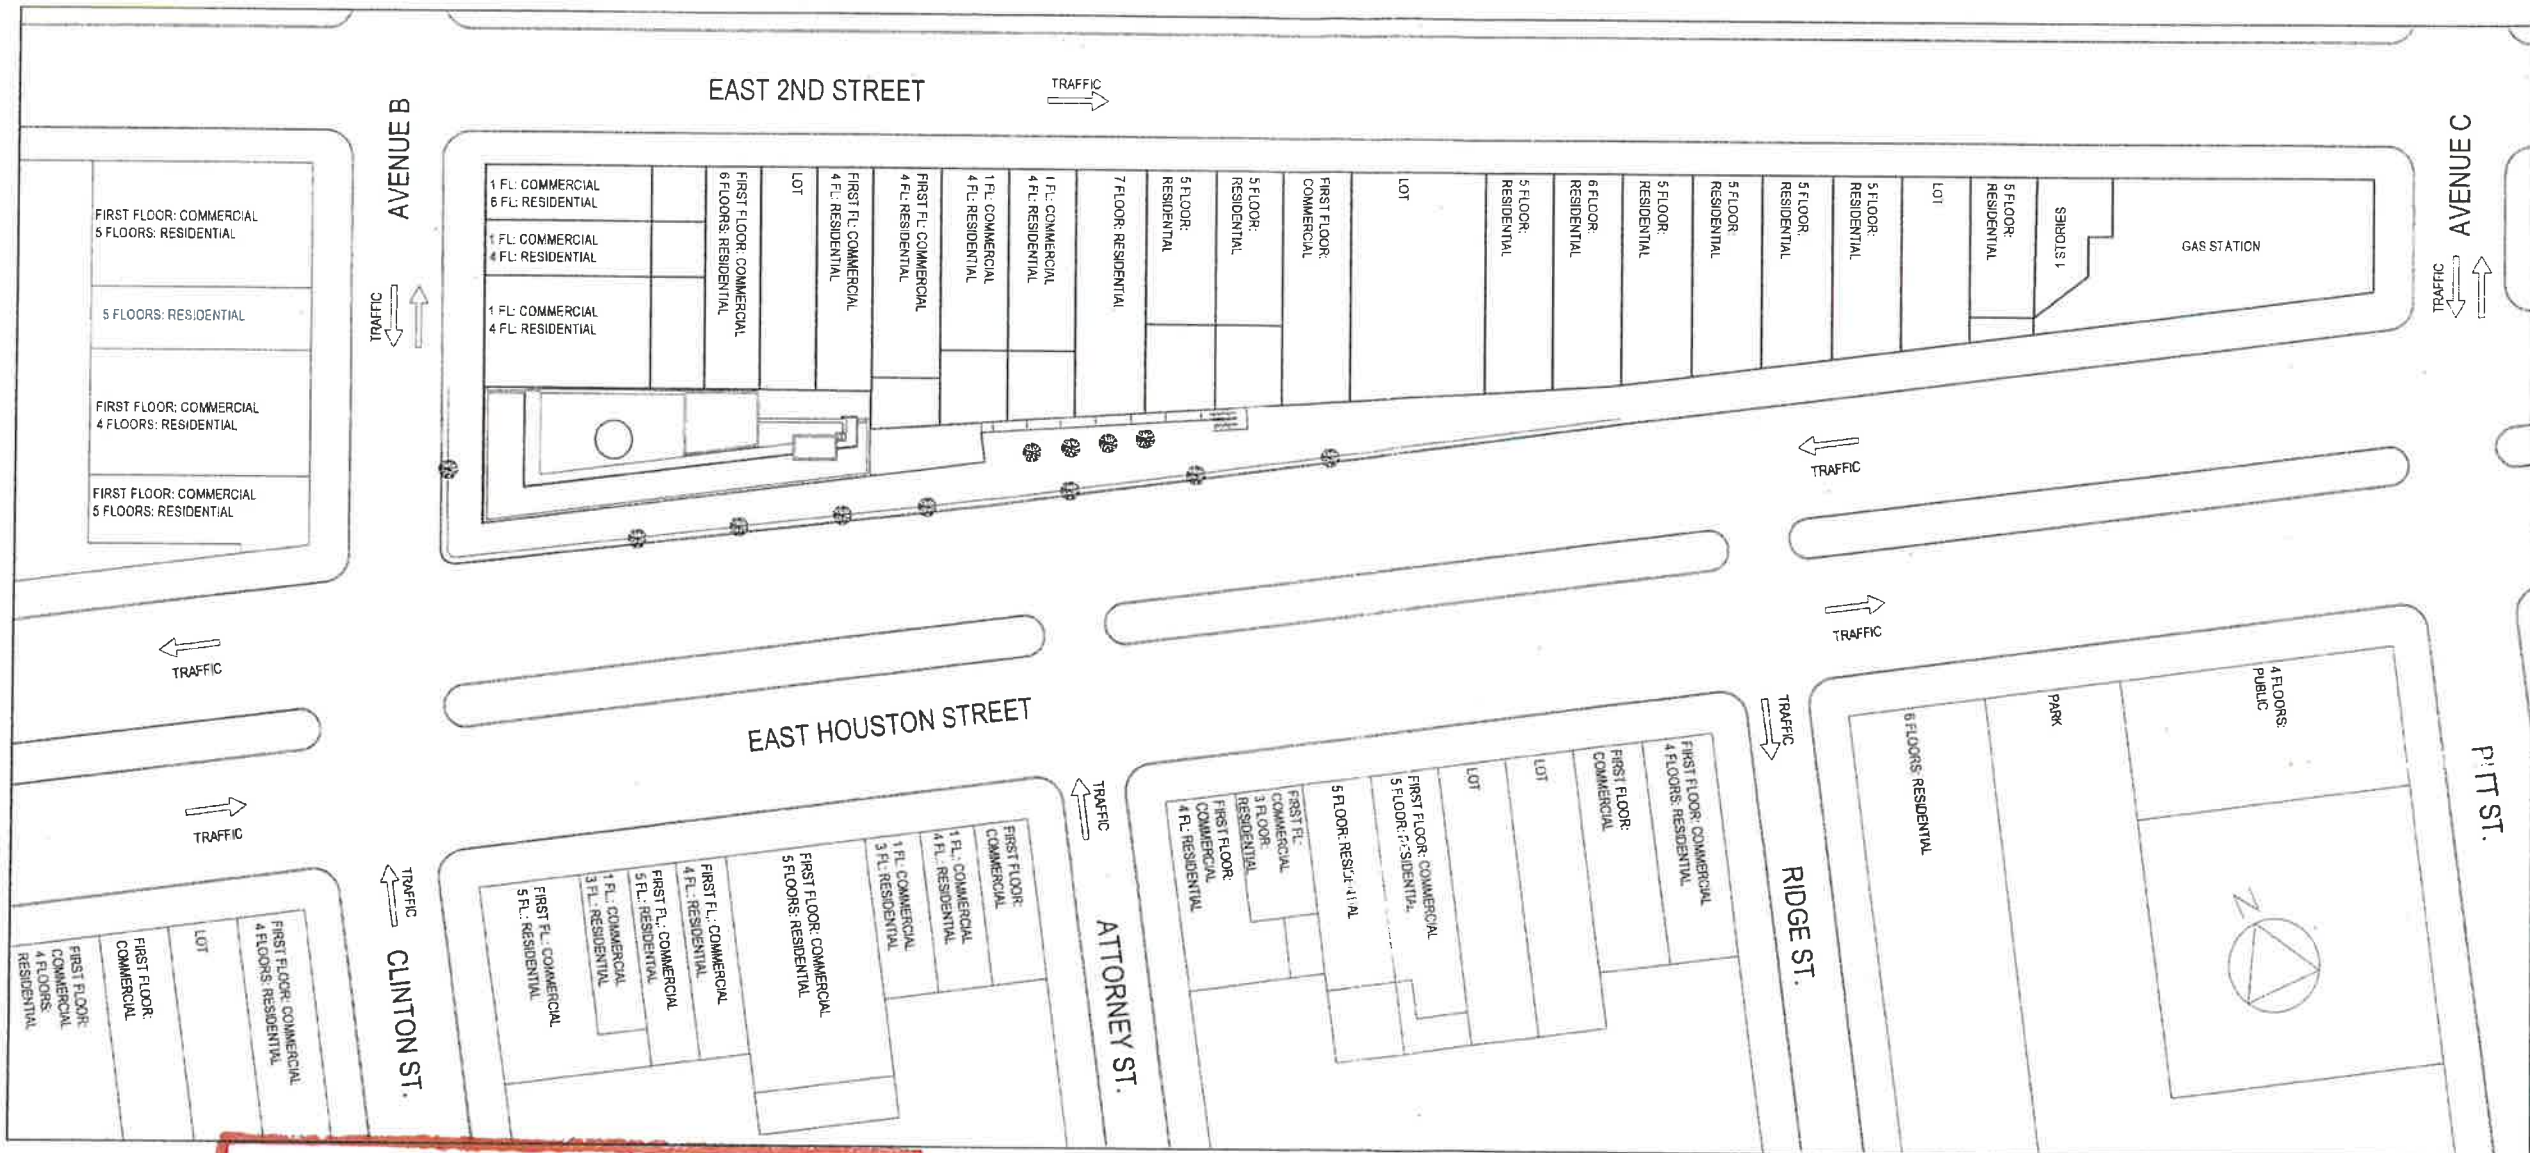 EAST 2ND STREET
TRAFFIC
AVENUE B
TRAFFIC
AVENUE C
TRAFFIC
FIRST FLOOR: COMMERCIAL
5 FLOORS: RESIDENTIAL
5 FLOORS: RESIDENTIAL
FIRST FLOOR: COMMERCIAL
4 FLOORS: RESIDENTIAL
FIRST FLOOR: COMMERCIAL
5 FLOORS: RESIDENTIAL
1 FL: COMMERCIAL
6 FL: RESIDENTIAL
1 FL: COMMERCIAL
4 FL: RESIDENTIAL
1 FL: COMMERCIAL
4 FL: RESIDENTIAL
FIRST FLOOR: COMMERCIAL
6 FLOORS: RESIDENTIAL
LOT
FIRST FL: COMMERCIAL
4 FL: RESIDENTIAL
FIRST FL: COMMERCIAL
4 FL: RESIDENTIAL
1 FL: COMMERCIAL
4 FL: RESIDENTIAL
1 FL: COMMERCIAL
4 FL: RESIDENTIAL
7 FLOOR: RESIDENTIAL
5 FLOOR:
RESIDENTIAL
5 FLOOR:
RESIDENTIAL
FIRST FLOOR:
COMMERCIAL
LOT
5 FLOOR:
RESIDENTIAL
6 FLOOR:
RESIDENTIAL
5 FLOOR:
RESIDENTIAL
5 FLOOR:
RESIDENTIAL
5 FLOOR:
RESIDENTIAL
5 FLOOR:
RESIDENTIAL
LOT
5 FLOOR:
RESIDENTIAL
1 STORIES
GAS STATION
TRAFFIC
TRAFFIC
TRAFFIC
TRAFFIC
EAST HOUSTON STREET
TRAFFIC
CLINTON ST.
TRAFFIC
ATTORNEY ST.
TRAFFIC
RIDGE ST.
PITT ST.
FIRST FLOOR:
COMMERCIAL
4 FLOORS:
RESIDENTIAL
FIRST FLOOR:
COMMERCIAL
LOT
FIRST FLOOR: COMMERCIAL
4 FLOORS: RESIDENTIAL
FIRST FL.: COMMERCIAL
5 FL.: RESIDENTIAL
1 FL.: COMMERCIAL
3 FL.: RESIDENTIAL
FIRST FL.: COMMERCIAL
5 FL.: RESIDENTIAL
FIRST FL.: COMMERCIAL
4 FL.: RESIDENTIAL
FIRST FLOOR: COMMERCIAL
5 FLOORS: RESIDENTIAL
1 FL.: COMMERCIAL
3 FL.: RESIDENTIAL
1 FL.: COMMERCIAL
4 FL.: RESIDENTIAL
FIRST FLOOR:
COMMERCIAL
FIRST FLOOR:
COMMERCIAL
4 FL.: RESIDENTIAL
FIRST FL.:
COMMERCIAL
3 FLOOR:
RESIDENTIAL
5 FLOOR: RESIDENTIAL
FIRST FLOOR: COMMERCIAL
5 FLOOR: RESIDENTIAL
LOT
LOT
FIRST FLOOR:
COMMERCIAL
FIRST FLOOR: COMMERCIAL
4 FLOORS: RESIDENTIAL
6 FLOORS: RESIDENTIAL
PARK
4 FLOORS:
PUBLIC
N